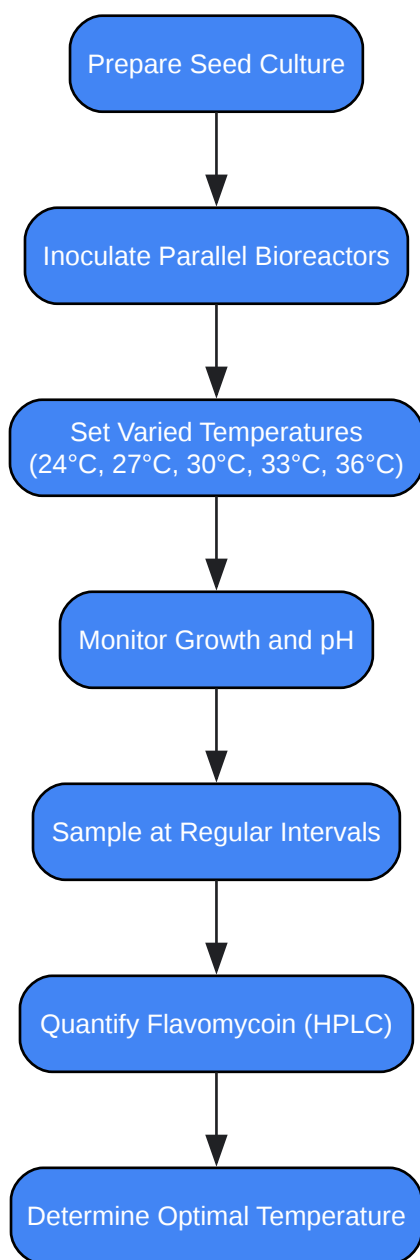 Prepare Seed Culture
Inoculate Parallel Bioreactors
Set Varied Temperatures
(24°C, 27°C, 30°C, 33°C, 36°C)
Monitor Growth and pH
Sample at Regular Intervals
Quantify Flavomycoin (HPLC)
Determine Optimal Temperature